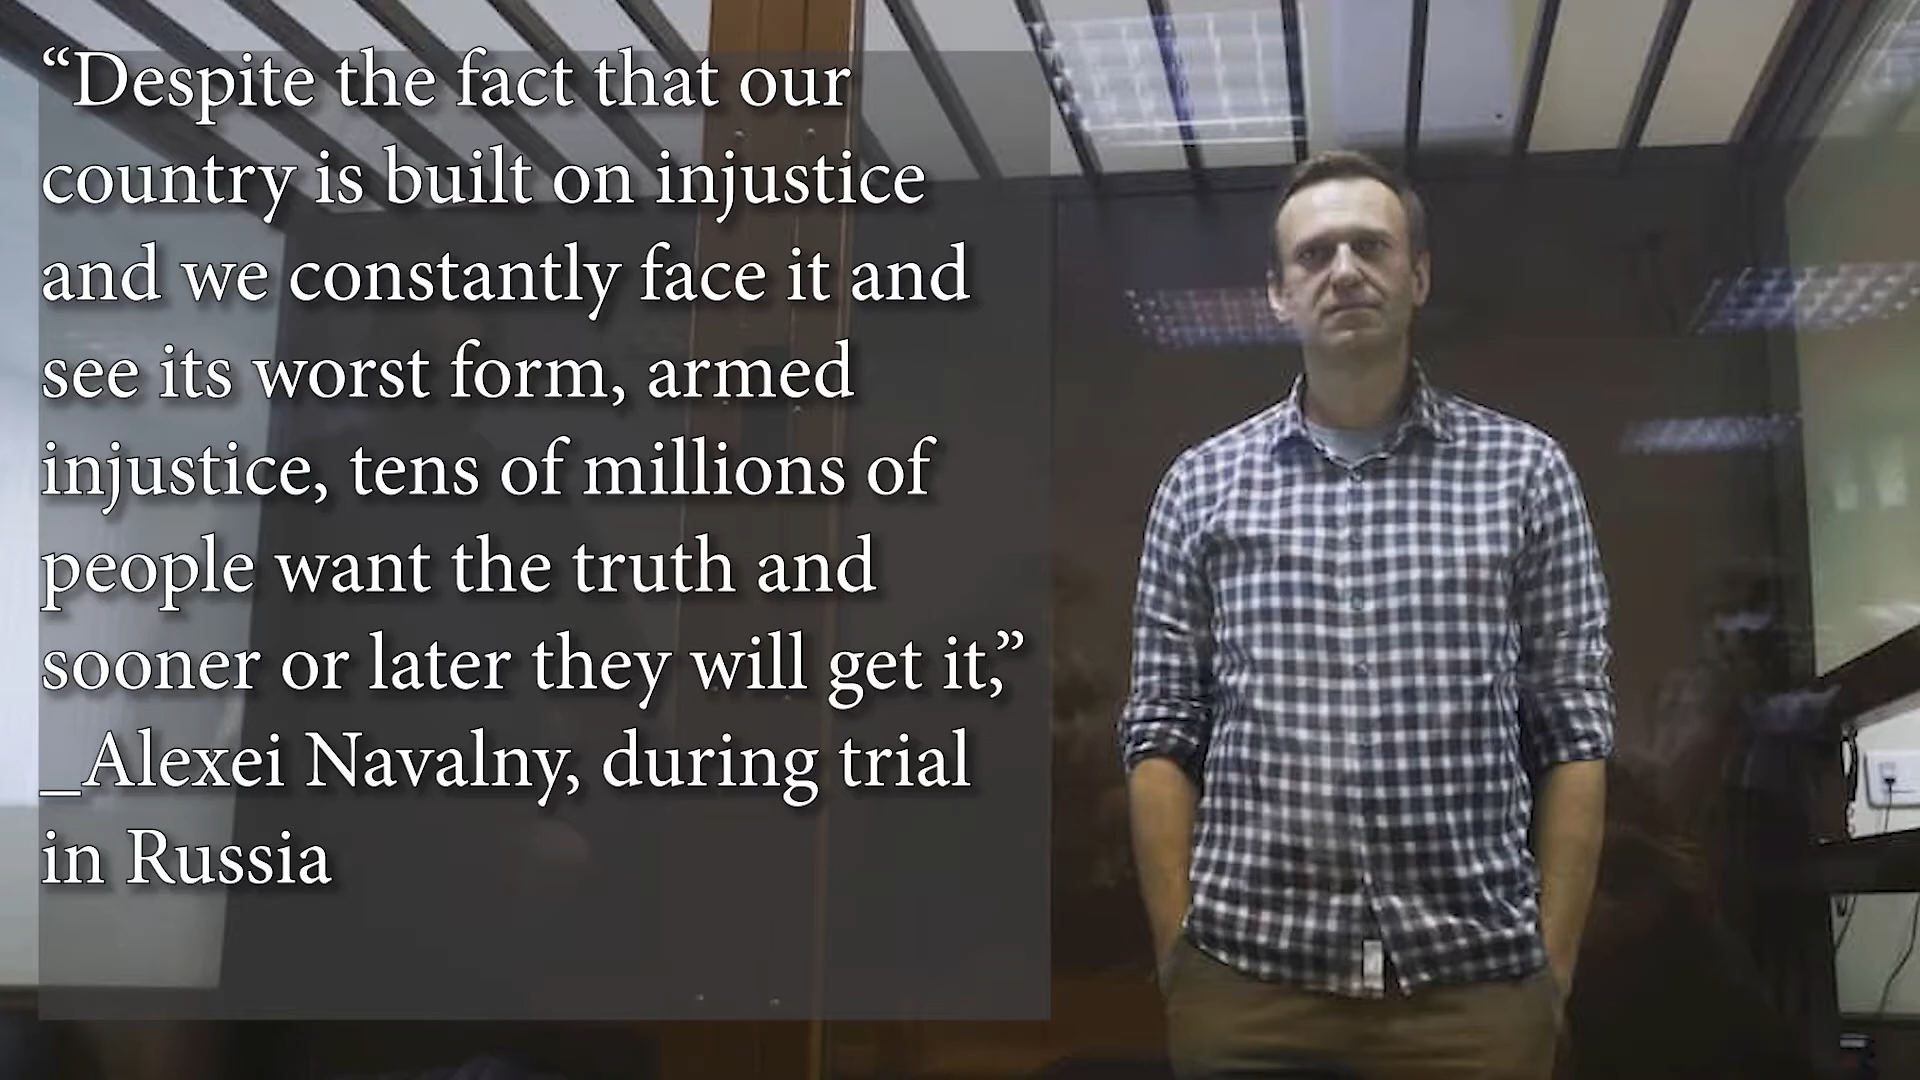 “Despite the fact that our
country is built on injustice
and we constantly face it and
see its worst form, armed
injustice, tens of millions of
people want the truth and
sooner or later they will get it,”
_Alexei Navalny, during trial
in Russia